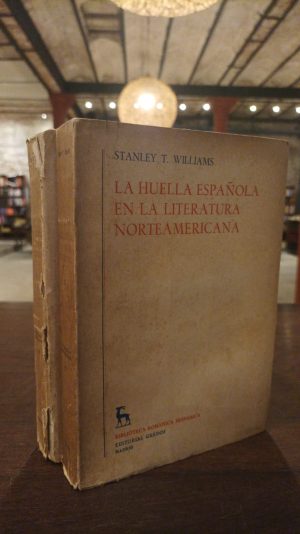 STANLEY T. WILLIAMS
LA HUELLA ESPAÑOLA
EN LA LITERATURA
NORTEAMERICANA
BIBLIOTECA ROMÁNICA HISPÁNICA
EDITORIAL GREDOS
MADRID